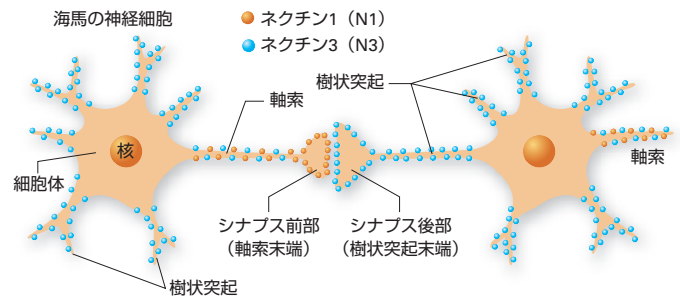 海馬の神経細胞
ネクチン1（N1）
ネクチン3（N3）
樹状突起
軸索
核
軸索
細胞体
シナプス前部
（軸索末端）
シナプス後部
（樹状突起末端）
樹状突起